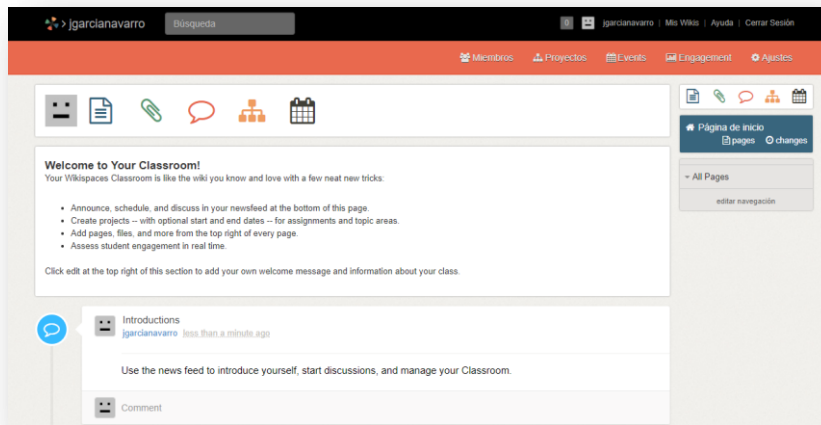 > jgarcianavarro Búsqueda 0 jgarcianavarro | Mis Wikis | Ayuda | Cerrar Sesión
Miembros Proyectos Events Engagement Ajustes
Página de inicio
pages changes
All Pages
editar navegación
Welcome to Your Classroom!
Your Wikispaces Classroom is like the wiki you know and love with a few neat new tricks:
• Announce, schedule, and discuss in your newsfeed at the bottom of this page.
• Create projects -- with optional start and end dates -- for assignments and topic areas.
• Add pages, files, and more from the top right of every page.
• Assess student engagement in real time.
Click edit at the top right of this section to add your own welcome message and information about your class.
Introductions
jgarcianavarro less than a minute ago
Use the news feed to introduce yourself, start discussions, and manage your Classroom.
Comment